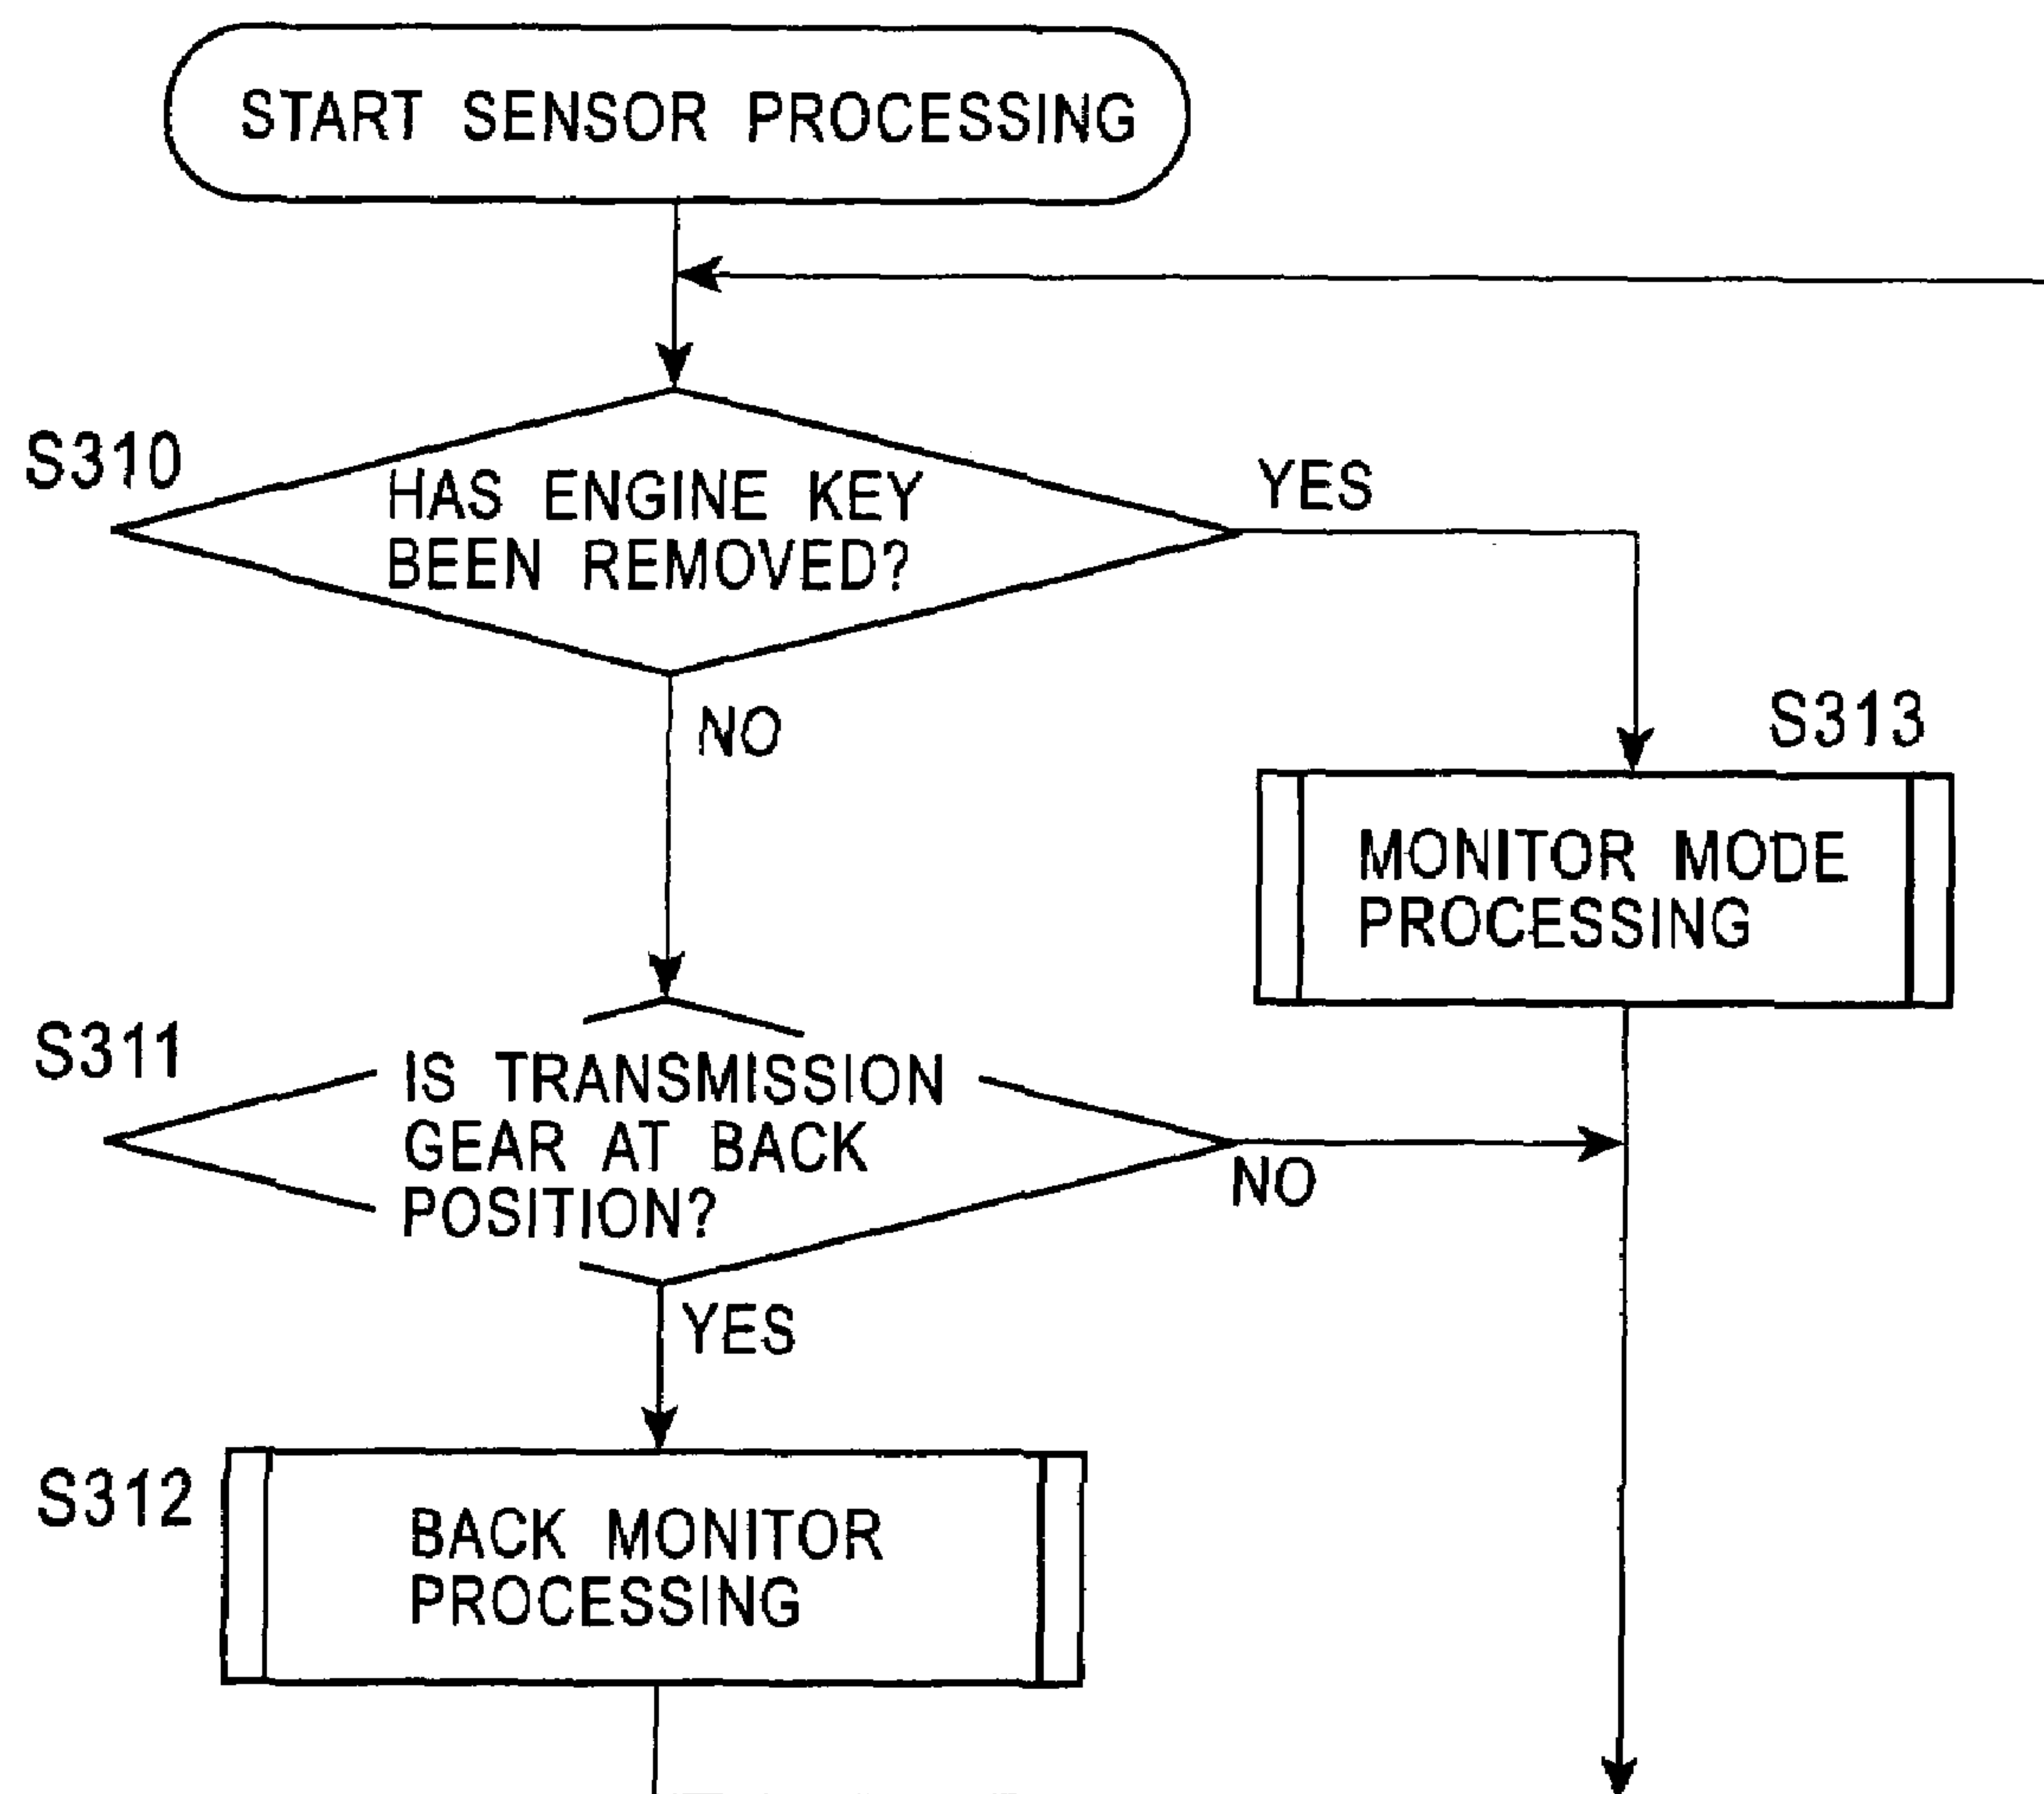 START SENSOR PROCESSING
S310
HAS ENGINE KEY
BEEN REMOVED?
YES
NO
S313
MONITOR MODE
PROCESSING
S311
IS TRANSMISSION
GEAR AT BACK
POSITION?
NO
YES
S312
BACK MONITOR
PROCESSING